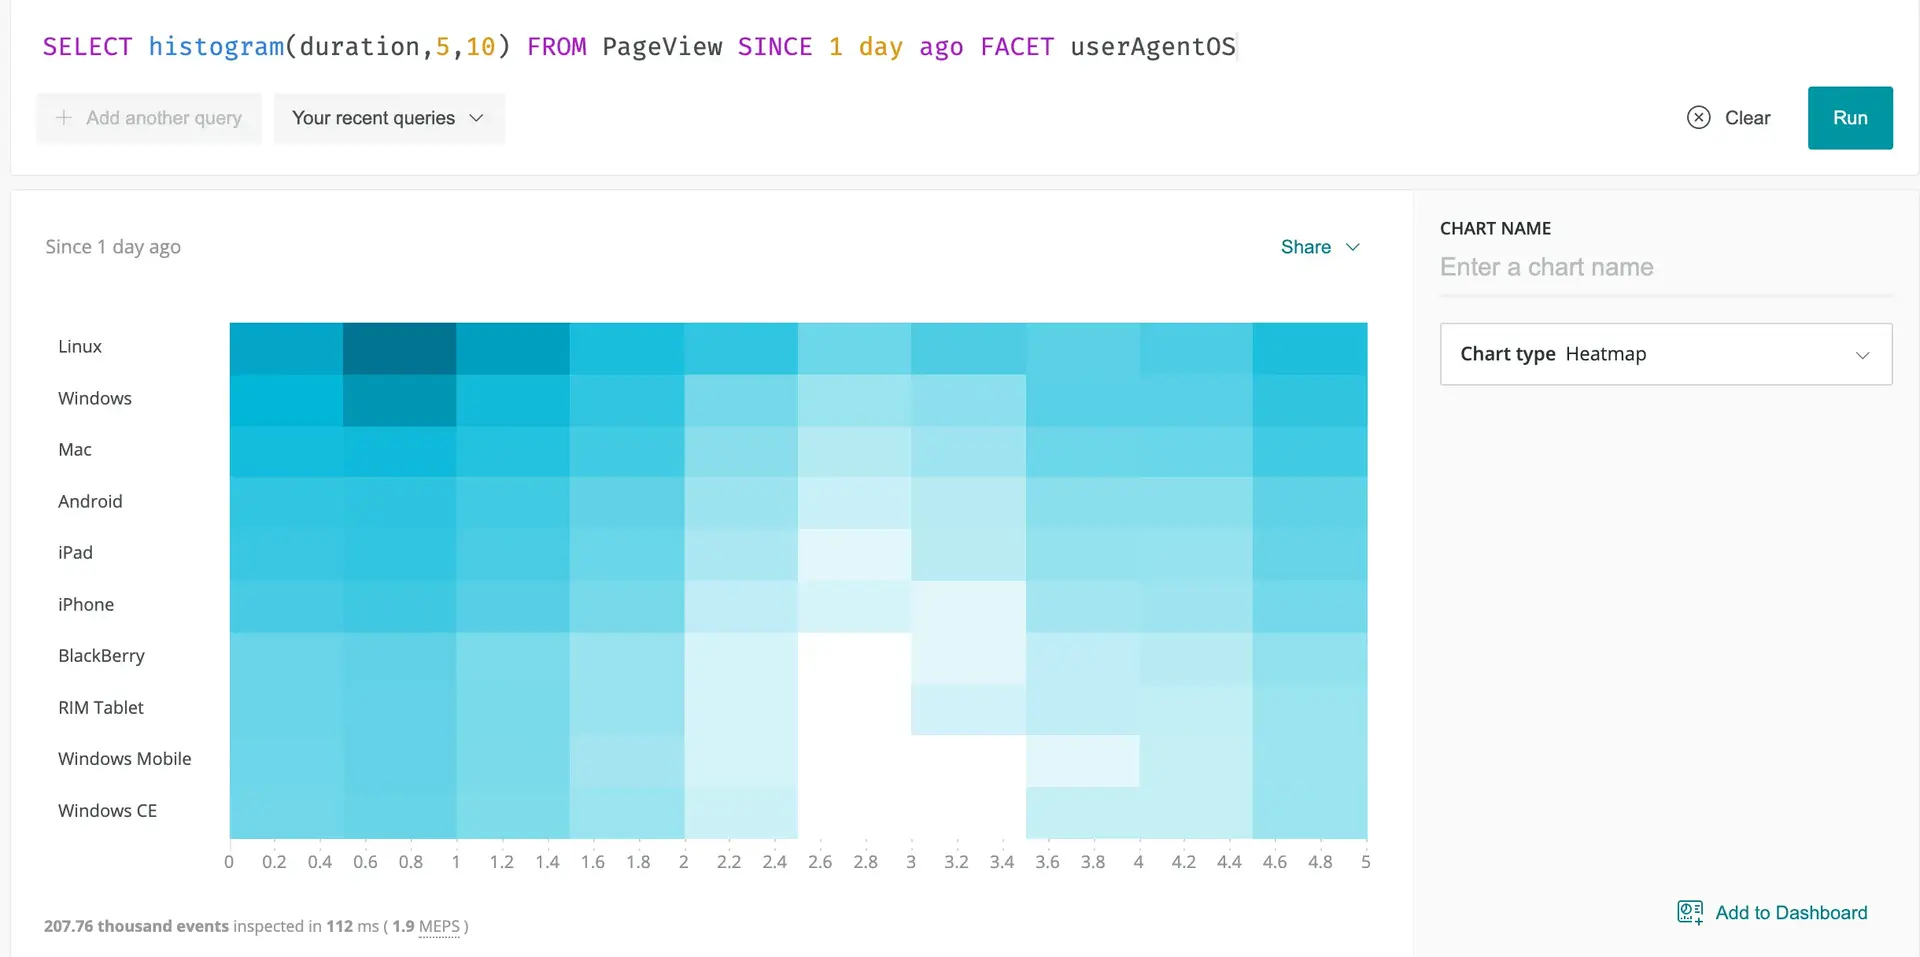 SELECT histogram(duration,5,10) FROM PageView SINCE 1 day ago FACET userAgentOS
+ Add another query
Your recent queries
Clear
Run
Since 1 day ago
Share
CHART NAME
Enter a chart name
Chart type Heatmap
Linux
Windows
Mac
Android
iPad
iPhone
BlackBerry
RIM Tablet
Windows Mobile
Windows CE
0 0.2 0.4 0.6 0.8 1 1.2 1.4 1.6 1.8 2 2.2 2.4 2.6 2.8 3 3.2 3.4 3.6 3.8 4 4.2 4.4 4.6 4.8 5
207.76 thousand events inspected in 112 ms ( 1.9 MEPS )
Add to Dashboard